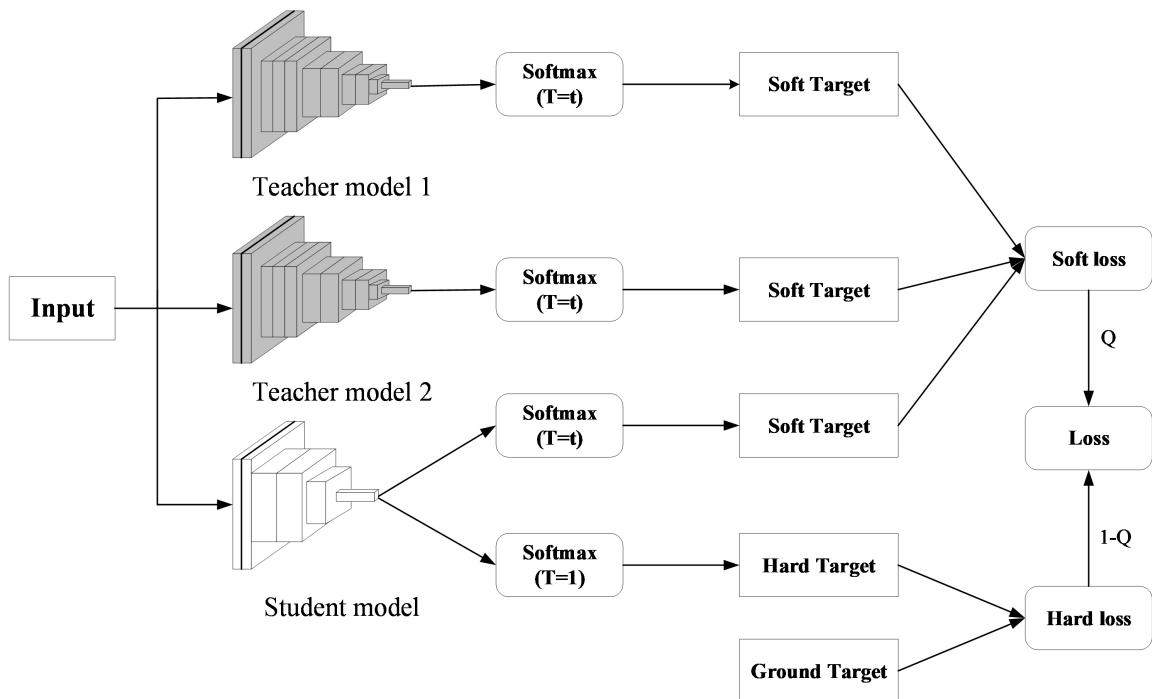 Softmax
(T=t)
Soft Target
Teacher model 1
Soft loss
Softmax
(T=t)
Soft Target
Input
Q
Teacher model 2
Softmax
(T=t)
Soft Target
Loss
1-Q
Softmax
(T=1)
Hard Target
Student model
Hard loss
Ground Target